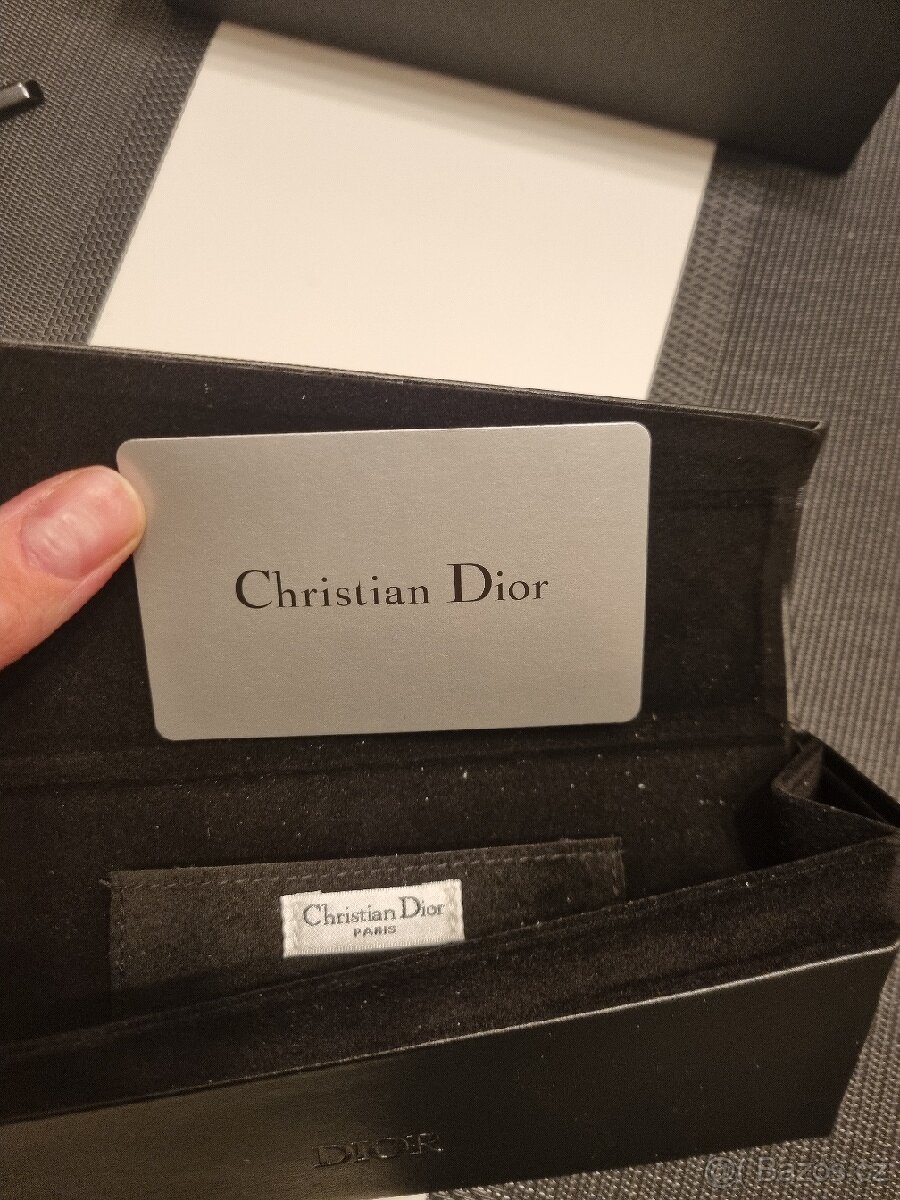 Christian Dior
Christian Dior
PARIS
DIOR
Bazos.cz